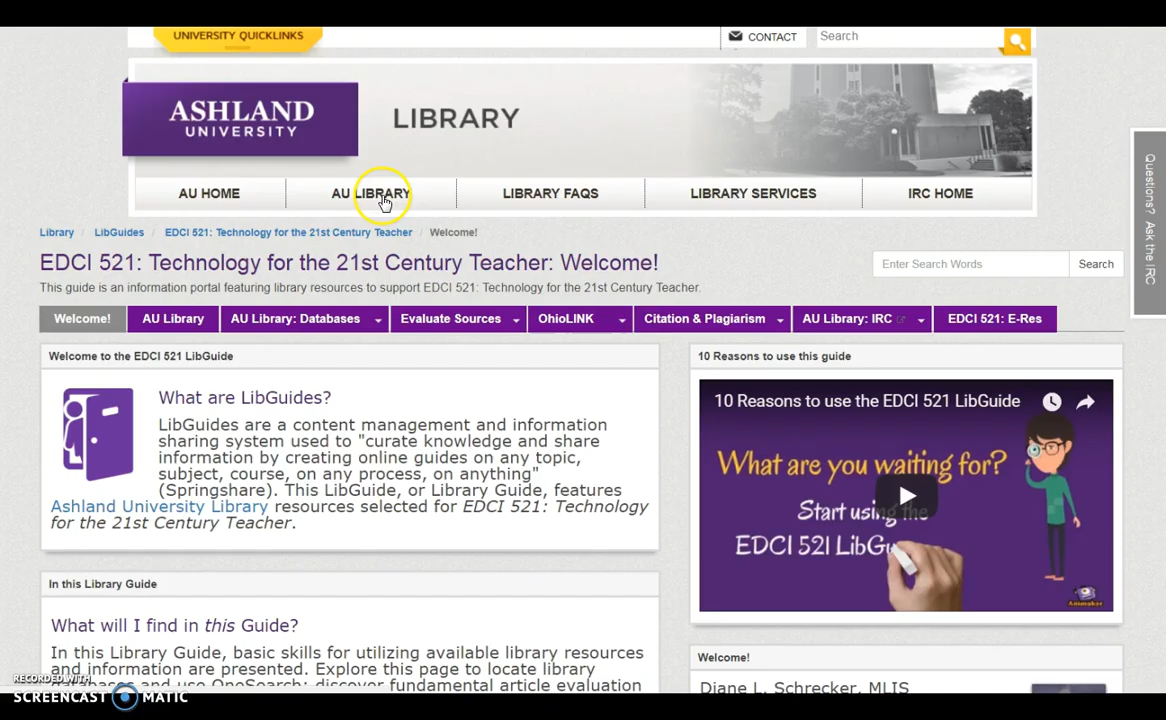 UNIVERSITY QUICKLINKS
CONTACT
Search
ASHLAND
UNIVERSITY
LIBRARY
AU HOME
AU LIBRARY
LIBRARY FAQS
LIBRARY SERVICES
IRC HOME
Questions? Ask the IRC
Library / LibGuides / EDCI 521: Technology for the 21st Century Teacher / Welcome!
EDCI 521: Technology for the 21st Century Teacher: Welcome!
Enter Search Words
Search
This guide is an information portal featuring library resources to support EDCI 521: Technology for the 21st Century Teacher.
Welcome!
AU Library
AU Library: Databases
Evaluate Sources
OhioLINK
Citation & Plagiarism
AU Library: IRC
EDCI 521: E-Res
Welcome to the EDCI 521 LibGuide
What are LibGuides?
LibGuides are a content management and information
sharing system used to "curate knowledge and share
information by creating online guides on any topic,
subject, course, on any process, on anything"
(Springshare). This LibGuide, or Library Guide, features
Ashland University Library resources selected for EDCI 521: Technology
for the 21st Century Teacher.
In this Library Guide
What will I find in this Guide?
In this Library Guide, basic skills for utilizing available library resources
and information are presented. Explore this page to locate library
databases and use OneSearch; discover fundamental article evaluation
10 Reasons to use this guide
10 Reasons to use the EDCI 521 LibGuide
What are you waiting for?
Start using the
EDCI 521 LibGu
Animaker
Welcome!
Diane L. Schrecker, MLIS
RECORDED WITH
SCREENCAST MATIC